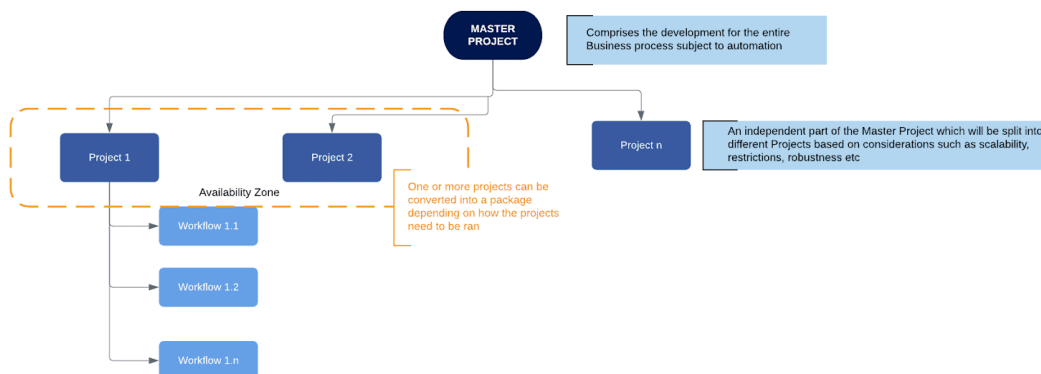 MASTER
PROJECT
Comprises the development for the entire
Business process subject to automation
Project 1
Project 2
Project n
An independent part of the Master Project which will be split into
different Projects based on considerations such as scalability,
restrictions, robustness etc
Availability Zone
One or more projects can be
converted into a package
depending on how the projects
need to be ran
Workflow 1.1
Workflow 1.2
Workflow 1.n